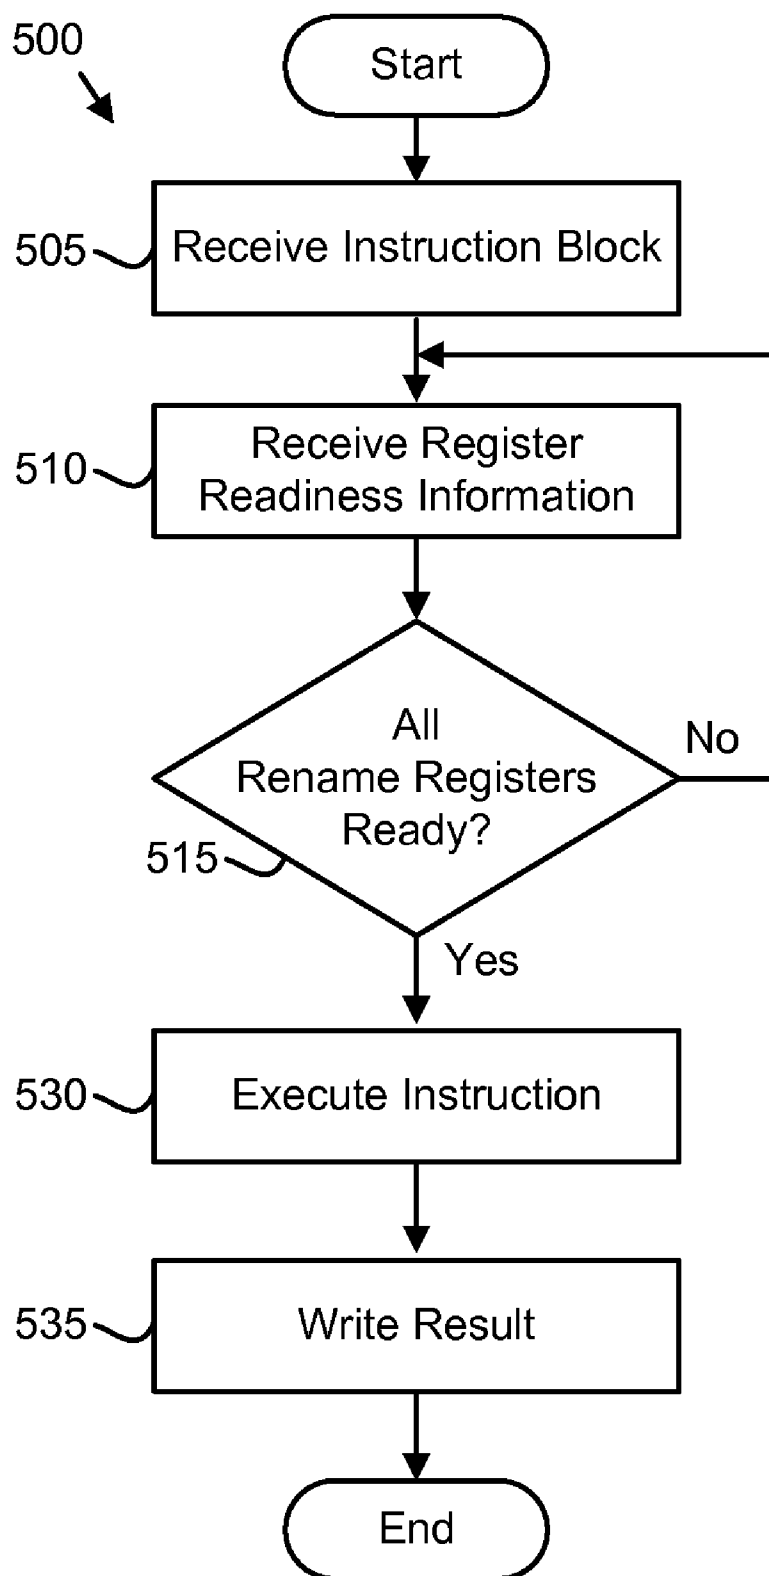 500
Start
505
Receive Instruction Block
510
Receive Register
Readiness Information
All
Rename Registers
Ready?
No
515
Yes
530
Execute Instruction
535
Write Result
End